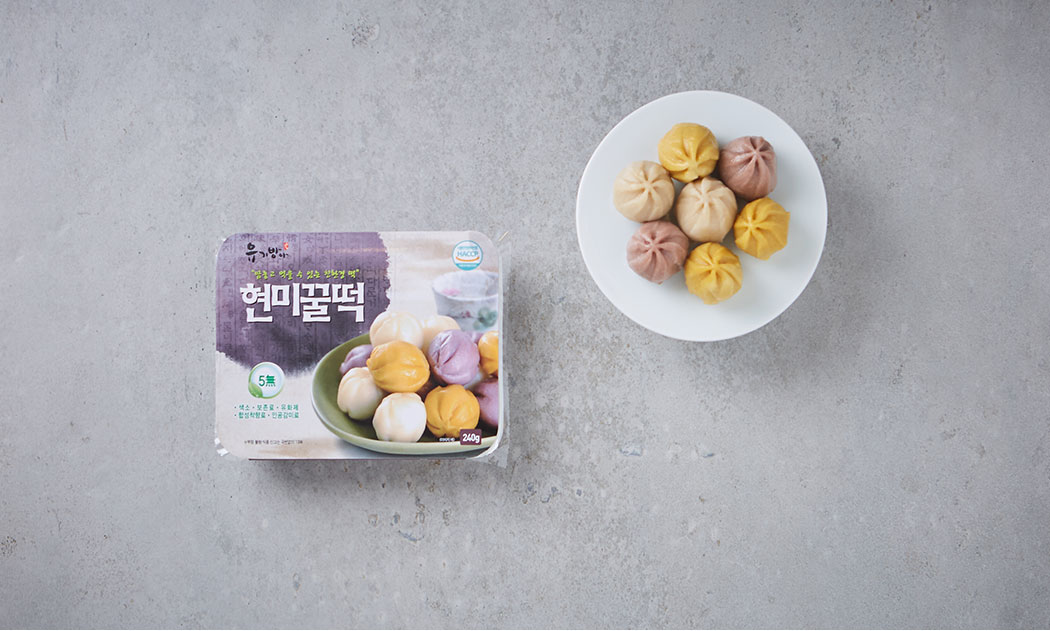 유기방아
HACCP
"믿고 먹을 수 있는 친환경 떡"
현미꿀떡
5無
· 색소 · 보존료 · 유화제
· 합성착향료 · 인공감미료
240g